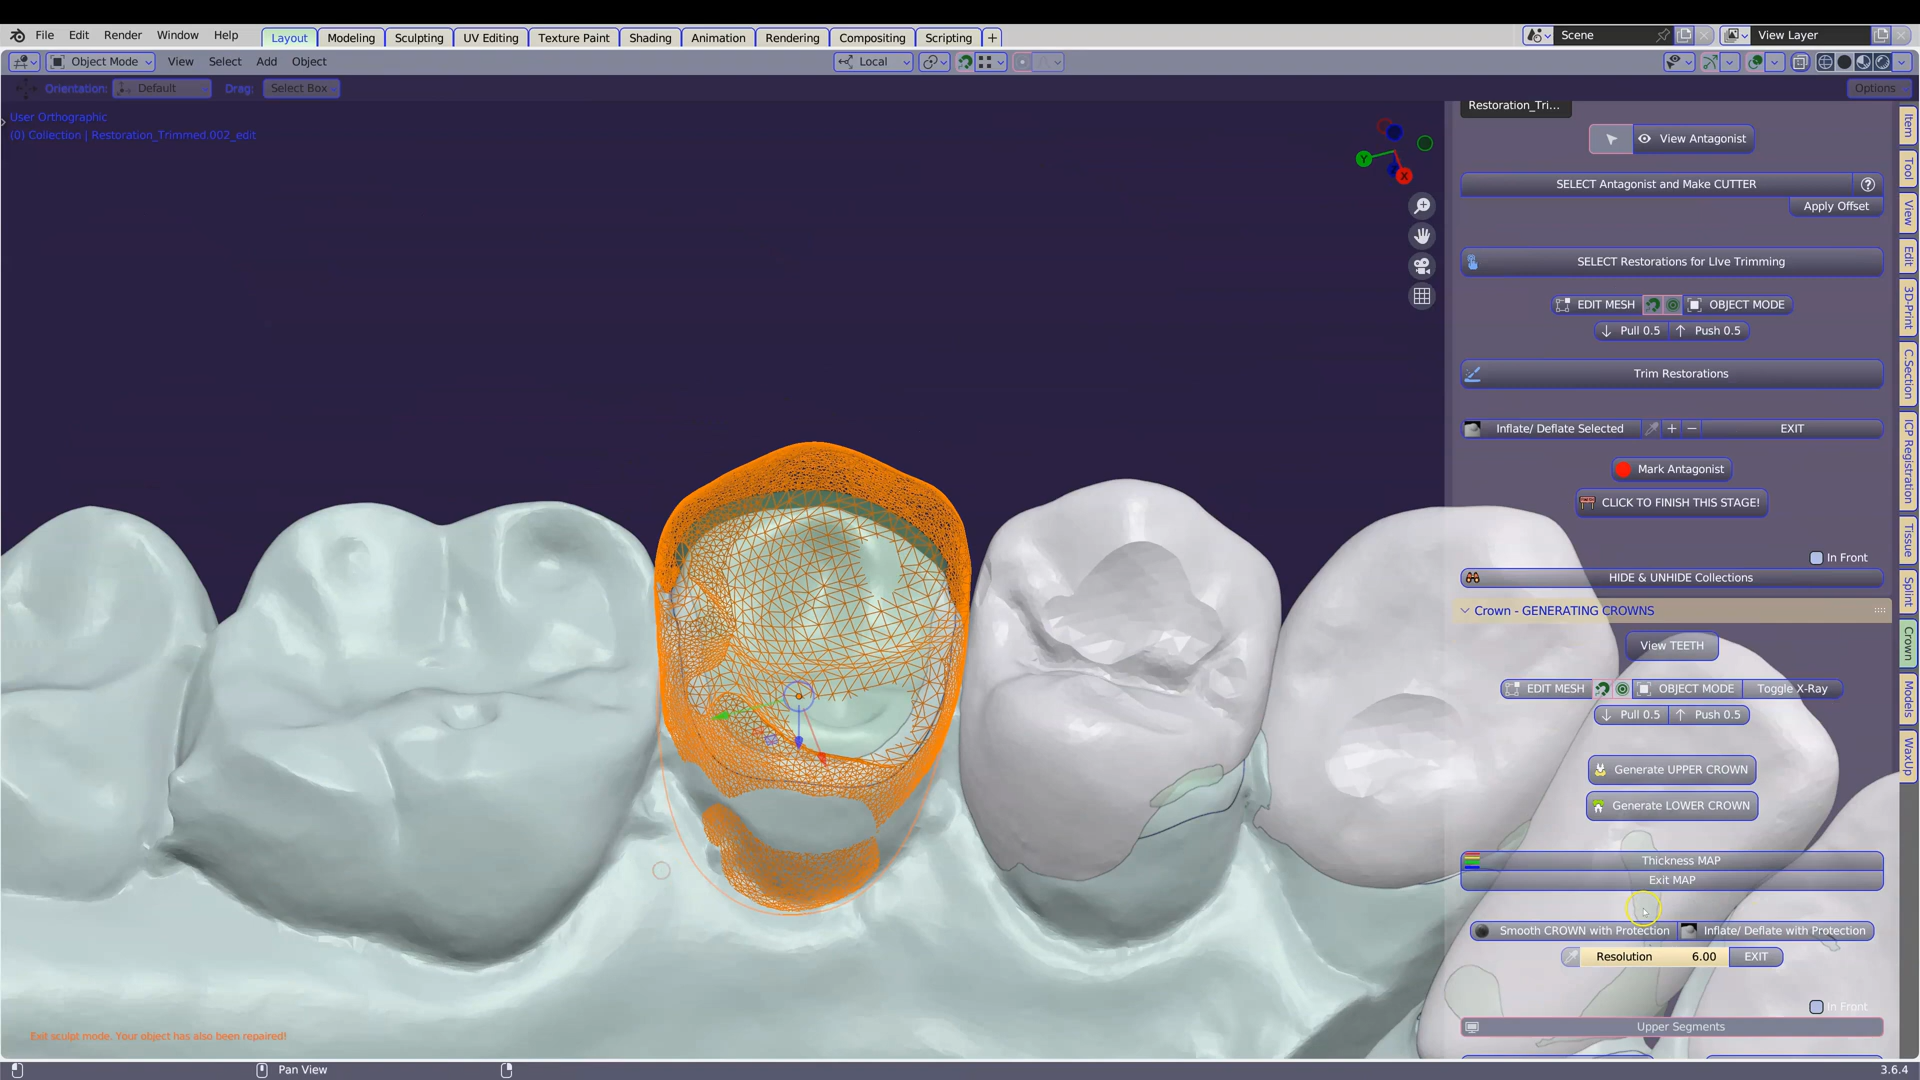 File Edit Render Window Help Layout Modeling Sculpting UV Editing Texture Paint Shading Animation Rendering Compositing Scripting + Scene View Layer
Object Mode View Select Add Object Local
Orientation: Default Drag: Select Box Options
User Orthographic
(0) Collection | Restoration_Trimmed.002_edit
Y
X
Restoration_Tri...
View Antagonist
SELECT Antagonist and Make CUTTER
Apply Offset
SELECT Restorations for LIve Trimming
EDIT MESH OBJECT MODE
Pull 0.5 Push 0.5
Trim Restorations
Inflate/ Deflate Selected + − EXIT
Mark Antagonist
CLICK TO FINISH THIS STAGE!
In Front
HIDE & UNHIDE Collections
Crown - GENERATING CROWNS
View TEETH
EDIT MESH OBJECT MODE Toggle X-Ray
Pull 0.5 Push 0.5
Generate UPPER CROWN
Generate LOWER CROWN
Thickness MAP
Exit MAP
Smooth CROWN with Protection Inflate/ Deflate with Protection
Resolution 6.00 EXIT
In Front
Upper Segments
Item
Tool
View
Edit
3D-Print
C.Section
ICP Registration
Tissue
Splint
Crown
Models
WaxUp
Exit sculpt mode. Your object has also been repaired!
Pan View
3.6.4